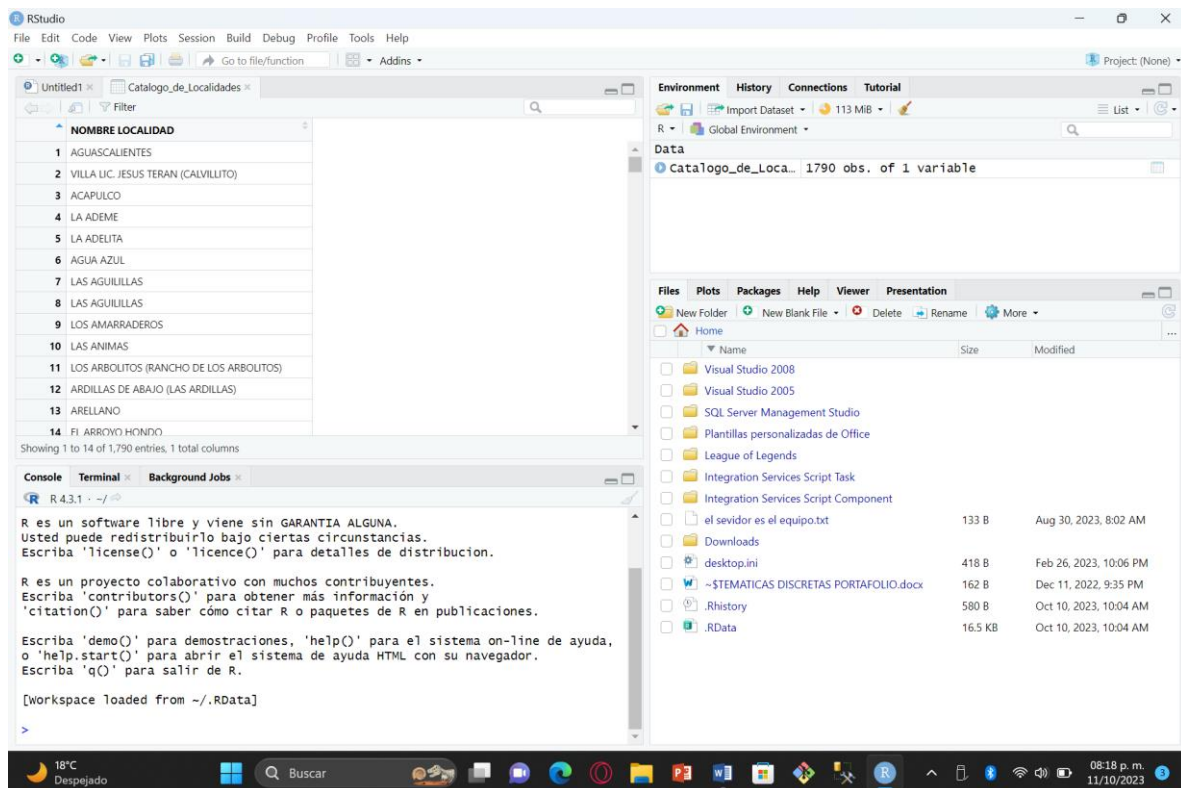 RStudio
File Edit Code View Plots Session Build Debug Profile Tools Help
Go to file/function Addins
Project: (None)
Untitled1 Catalogo_de_Localidades
Filter
NOMBRE LOCALIDAD
1 AGUASCALIENTES
2 VILLA LIC. JESUS TERAN (CALVILLITO)
3 ACAPULCO
4 LA ADEME
5 LA ADELITA
6 AGUA AZUL
7 LAS AGUILILLAS
8 LAS AGUILILLAS
9 LOS AMARRADEROS
10 LAS ANIMAS
11 LOS ARBOLITOS (RANCHO DE LOS ARBOLITOS)
12 ARDILLAS DE ABAJO (LAS ARDILLAS)
13 ARELLANO
14 EL ARROYO HONDO
Showing 1 to 14 of 1,790 entries, 1 total columns
Console Terminal Background Jobs
R 4.3.1 · ~/
R es un software libre y viene sin GARANTIA ALGUNA.
Usted puede redistribuirlo bajo ciertas circunstancias.
Escriba 'license()' o 'licence()' para detalles de distribucion.
R es un proyecto colaborativo con muchos contribuyentes.
Escriba 'contributors()' para obtener más información y
'citation()' para saber cómo citar R o paquetes de R en publicaciones.
Escriba 'demo()' para demostraciones, 'help()' para el sistema on-line de ayuda,
o 'help.start()' para abrir el sistema de ayuda HTML con su navegador.
Escriba 'q()' para salir de R.
[Workspace loaded from ~/.RData]
>
Environment History Connections Tutorial
Import Dataset 113 MiB List
R Global Environment
Data
Catalogo_de_Loca… 1790 obs. of 1 variable
Files Plots Packages Help Viewer Presentation
New Folder New Blank File Delete Rename More
Home ...
Name Size Modified
Visual Studio 2008
Visual Studio 2005
SQL Server Management Studio
Plantillas personalizadas de Office
League of Legends
Integration Services Script Task
Integration Services Script Component
el sevidor es el equipo.txt 133 B Aug 30, 2023, 8:02 AM
Downloads
desktop.ini 418 B Feb 26, 2023, 10:06 PM
~$TEMATICAS DISCRETAS PORTAFOLIO.docx 162 B Dec 11, 2022, 9:35 PM
.Rhistory 580 B Oct 10, 2023, 10:04 AM
.RData 16.5 KB Oct 10, 2023, 10:04 AM
18°C
Despejado
Buscar
08:18 p. m.
11/10/2023
3